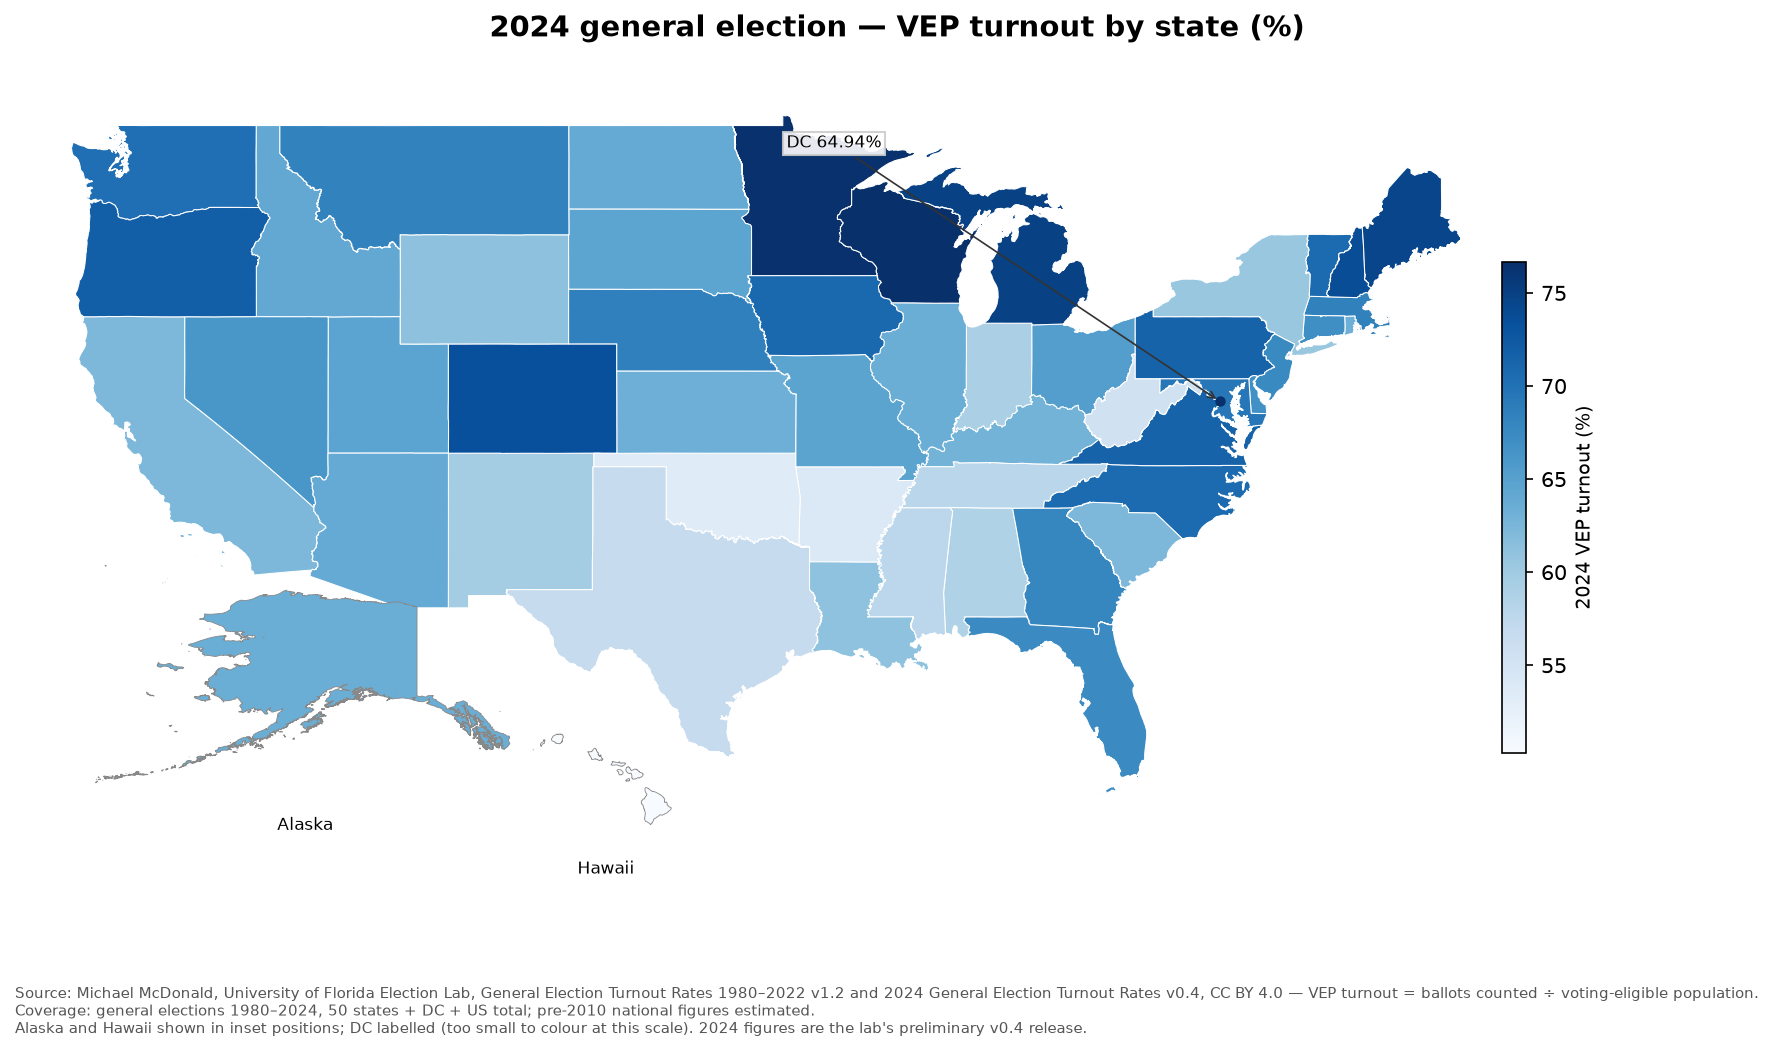 2024 general election — VEP turnout by state (%)
DC 64.94%
75
70
65
60
55
2024 VEP turnout (%)
Alaska
Hawaii
Source: Michael McDonald, University of Florida Election Lab, General Election Turnout Rates 1980–2022 v1.2 and 2024 General Election Turnout Rates v0.4, CC BY 4.0 — VEP turnout = ballots counted ÷ voting-eligible population.
Coverage: general elections 1980–2024, 50 states + DC + US total; pre-2010 national figures estimated.
Alaska and Hawaii shown in inset positions; DC labelled (too small to colour at this scale). 2024 figures are the lab's preliminary v0.4 release.